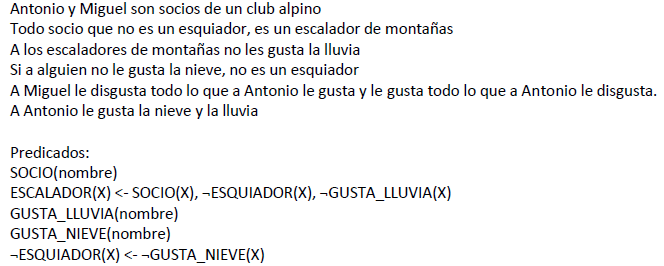 Antonio y Miguel son socios de un club alpino
Todo socio que no es un esquiador, es un escalador de montañas
A los escaladores de montañas no les gusta la lluvia
Si a alguien no le gusta la nieve, no es un esquiador
A Miguel le disgusta todo lo que a Antonio le gusta y le gusta todo lo que a Antonio le disgusta.
A Antonio le gusta la nieve y la lluvia
Predicados:
SOCIO(nombre)
ESCALADOR(X) <- SOCIO(X), ¬ESQUIADOR(X), ¬GUSTA_LLUVIA(X)
GUSTA_LLUVIA(nombre)
GUSTA_NIEVE(nombre)
¬ESQUIADOR(X) <- ¬GUSTA_NIEVE(X)